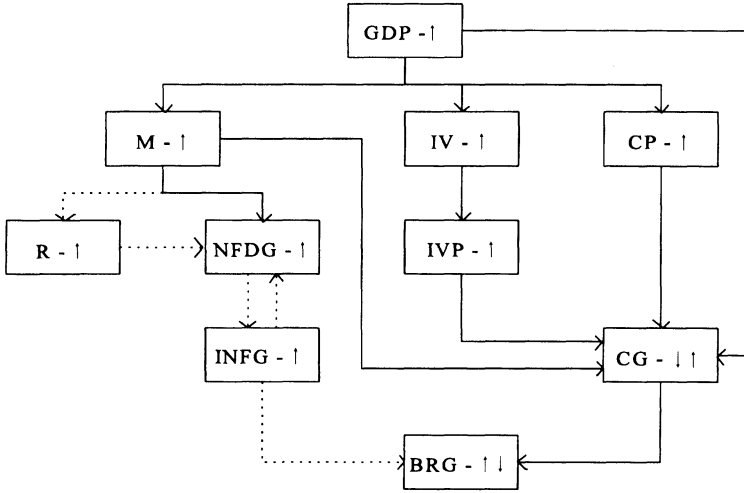 GDP -↑
M - ↑
IV - ↑
CP - ↑
R - ↑
NFDG - ↑
IVP - ↑
INFG - ↑
CG - ↓↑
BRG - ↑↓